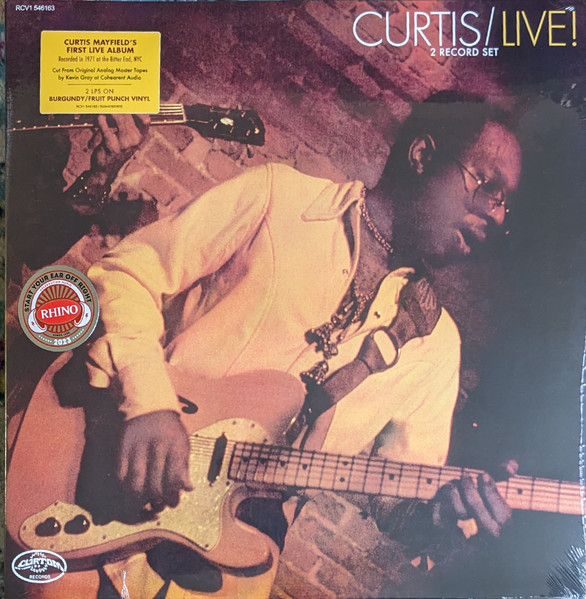 RCV1 546163
CURTIS/LIVE!
2 RECORD SET
CURTIS MAYFIELD'S
FIRST LIVE ALBUM
Recorded in 1971 at the Bitter End, NYC
Cut From Original Analog Master Tapes
by Kevin Gray at Cohearent Audio
2 LPS ON
BURGUNDY/FRUIT PUNCH VINYL
START YOUR EAR OFF RIGHT
RHINO
2023
CURTOM
RECORDS